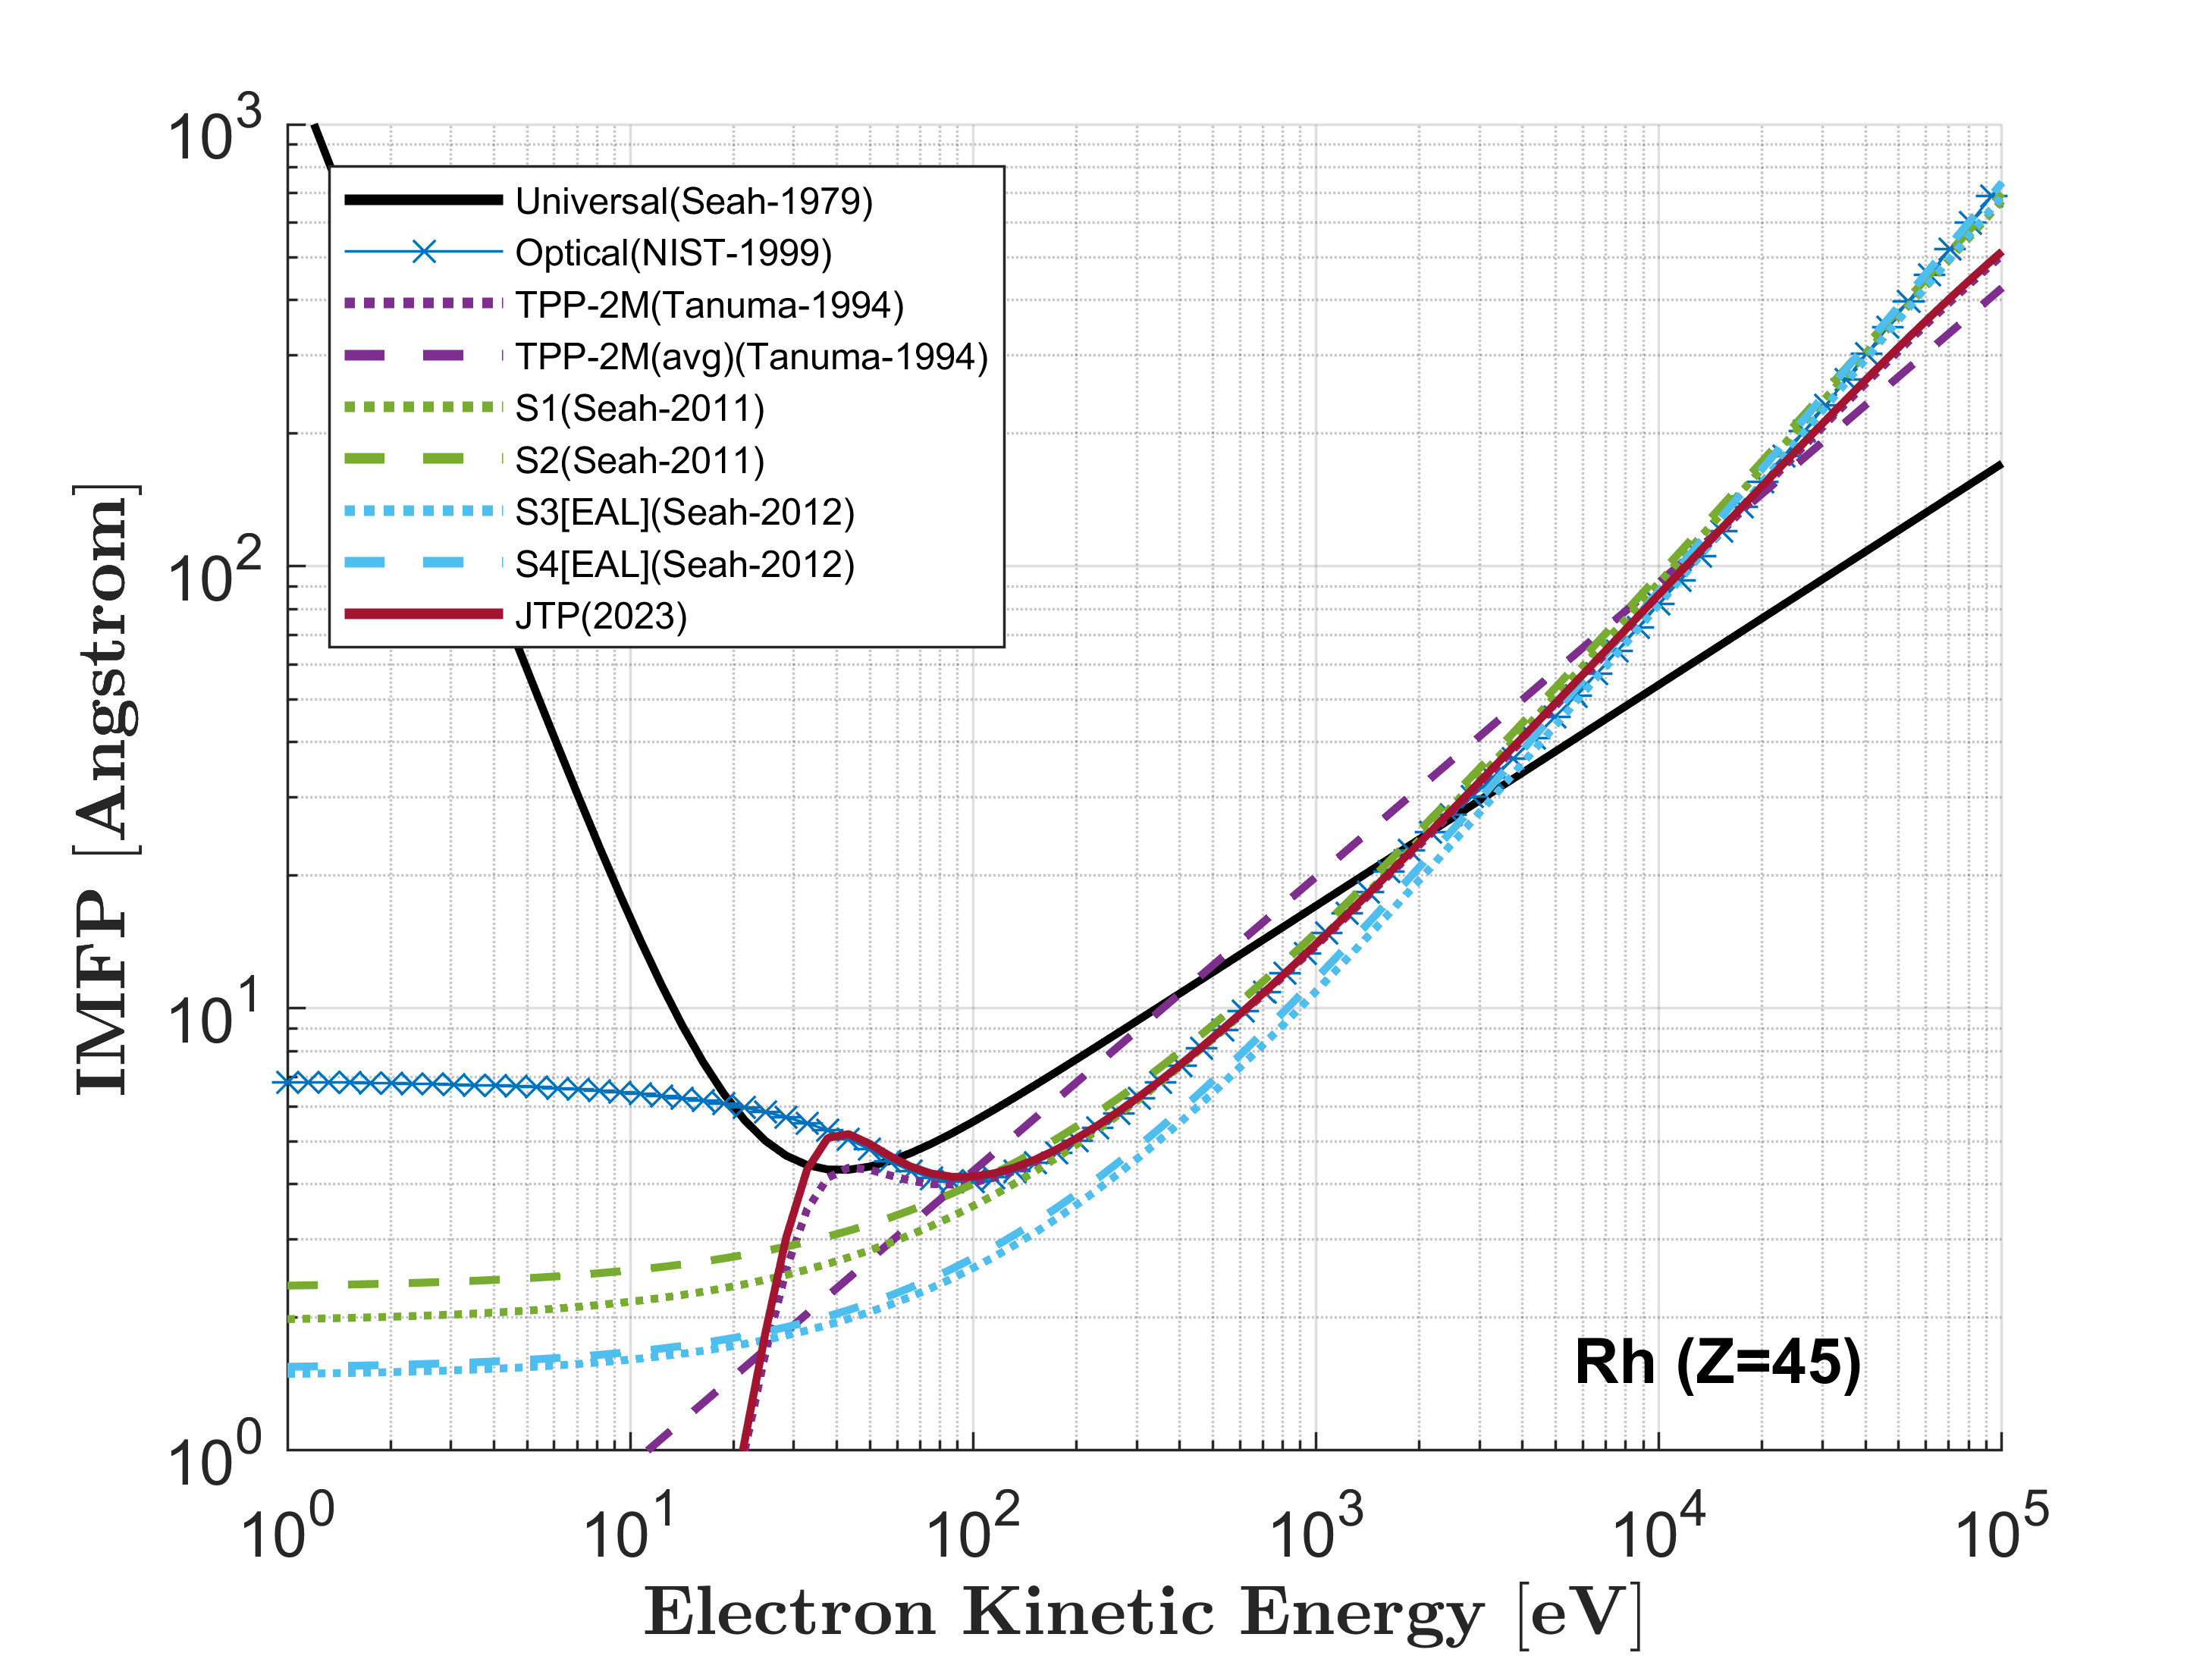 10^3
10^2
10^1
10^0
IMFP [Angstrom]
Universal(Seah-1979)
Optical(NIST-1999)
TPP-2M(Tanuma-1994)
TPP-2M(avg)(Tanuma-1994)
S1(Seah-2011)
S2(Seah-2011)
S3[EAL](Seah-2012)
S4[EAL](Seah-2012)
JTP(2023)
Rh (Z=45)
10^0 10^1 10^2 10^3 10^4 10^5
Electron Kinetic Energy [eV]